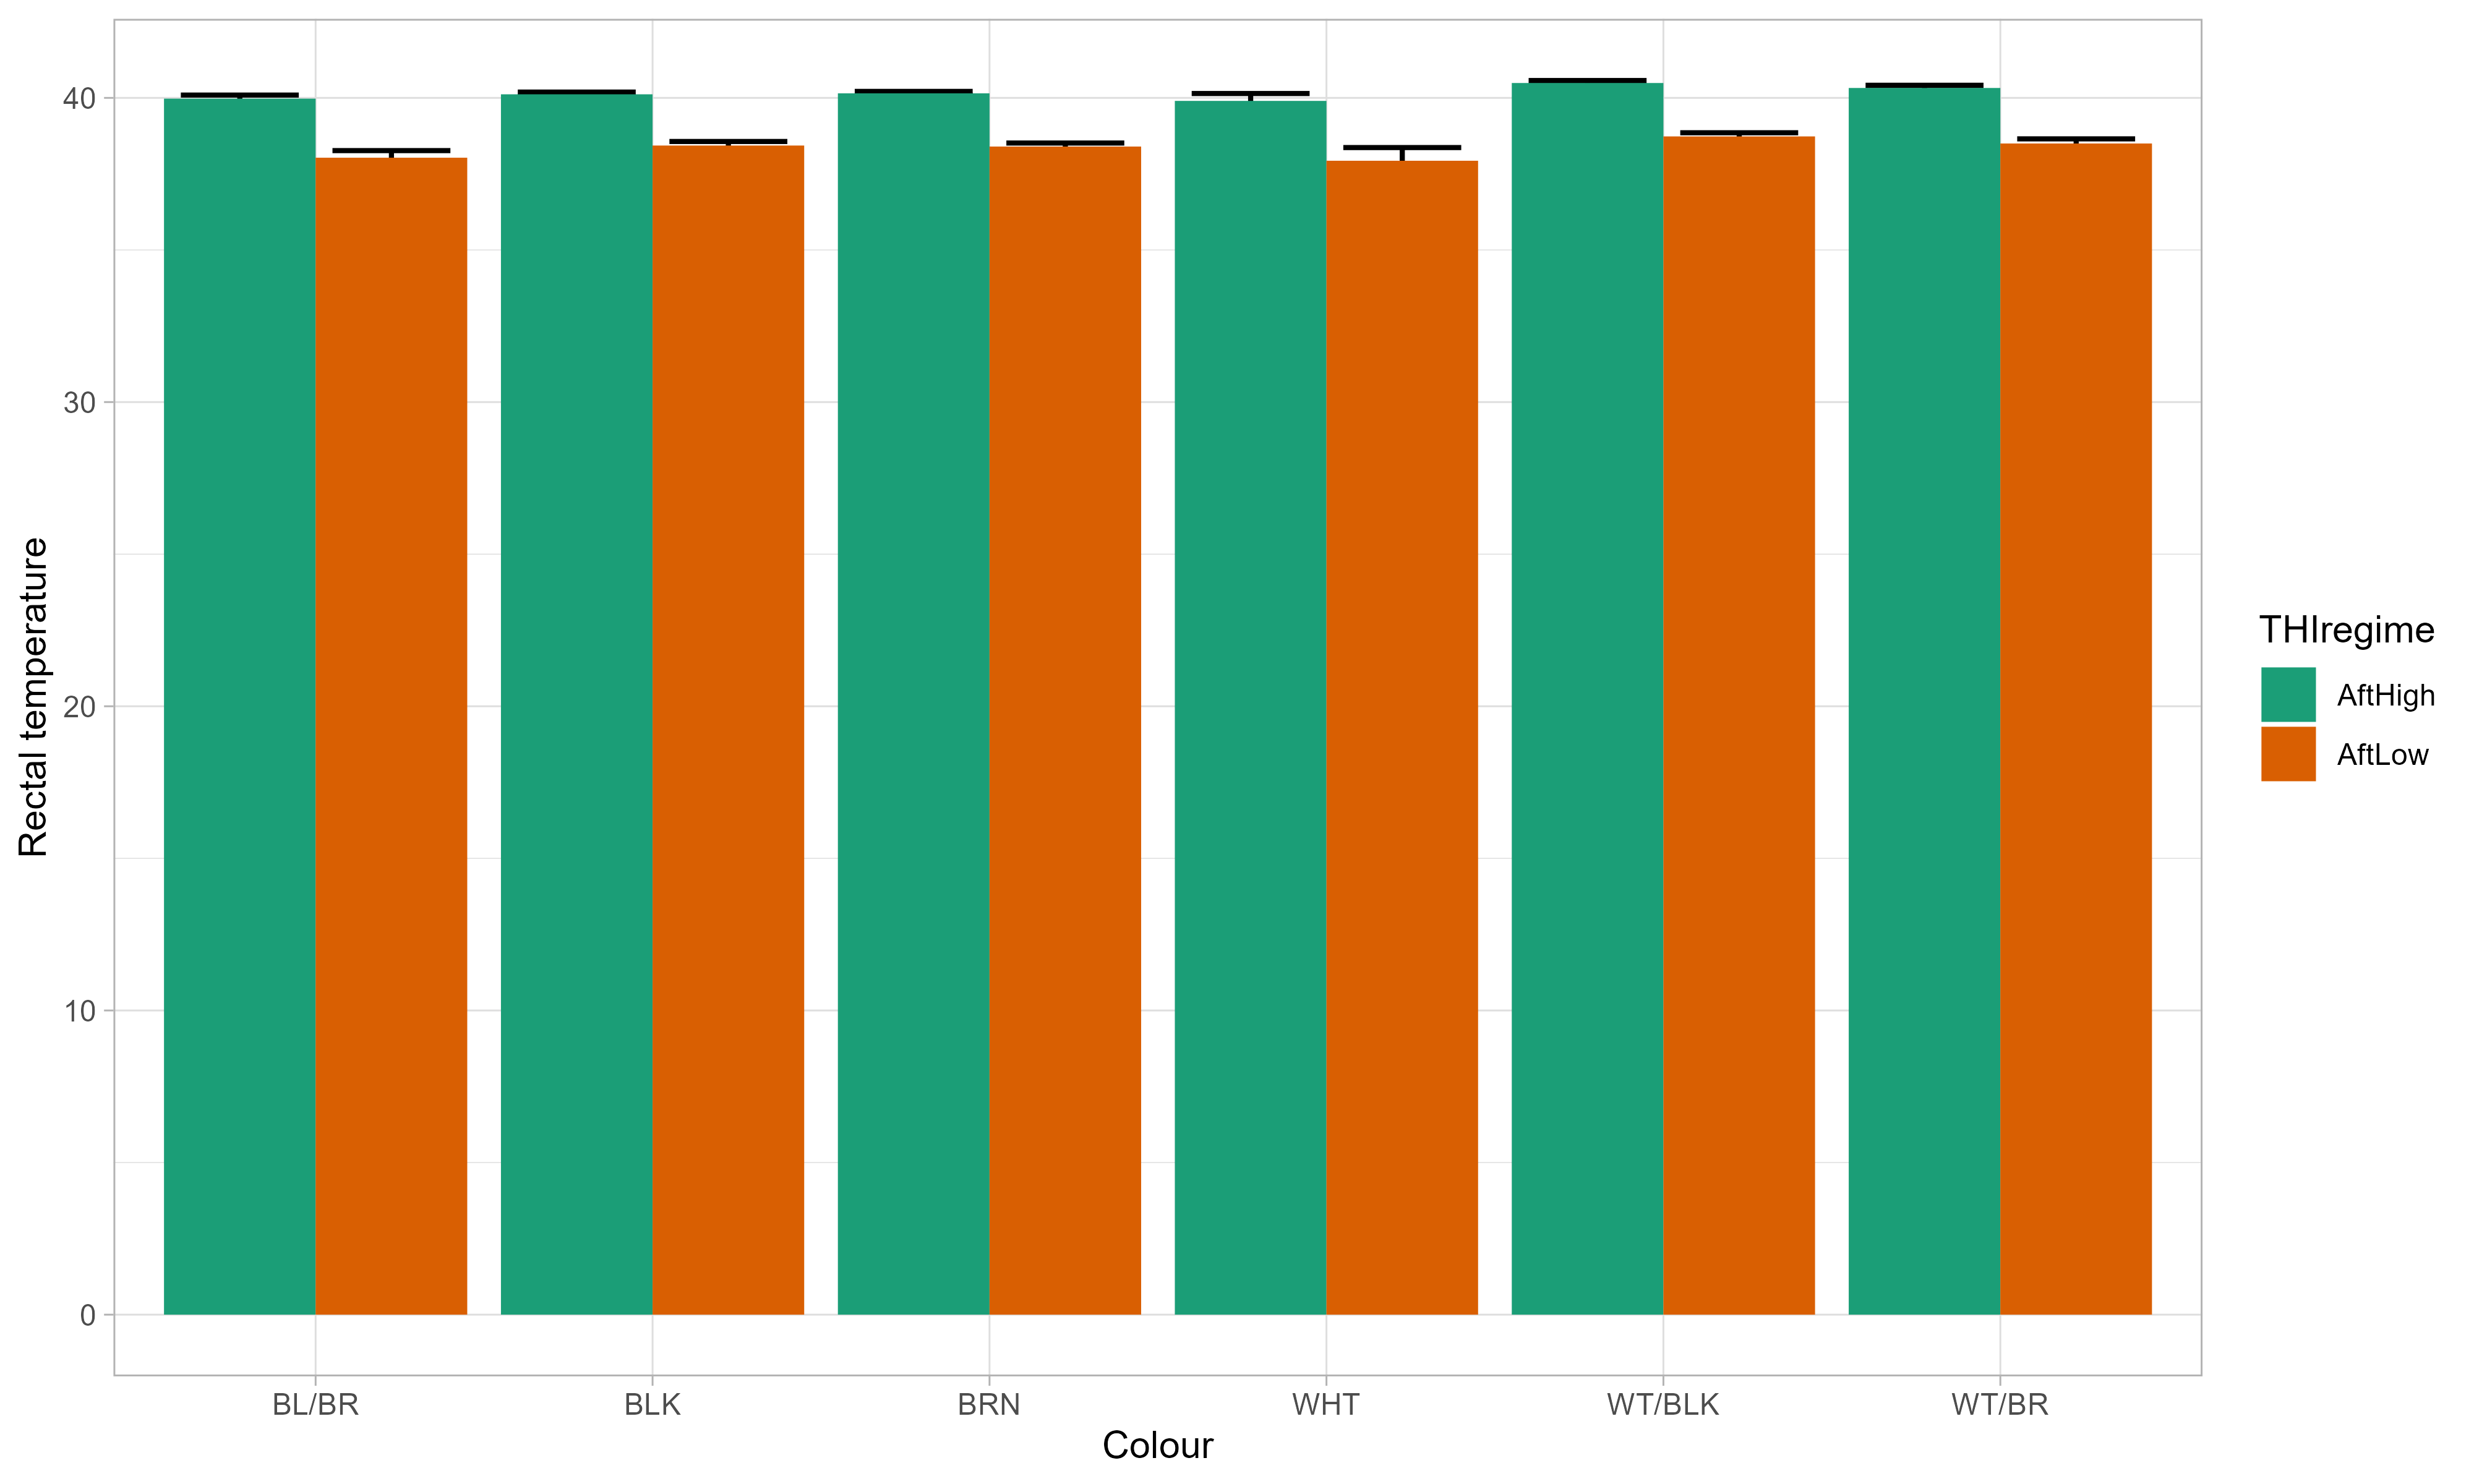 Rectal temperature
40
30
20
10
0
BL/BR
BLK
BRN
WHT
WT/BLK
WT/BR
Colour
THIregime
AftHigh
AftLow